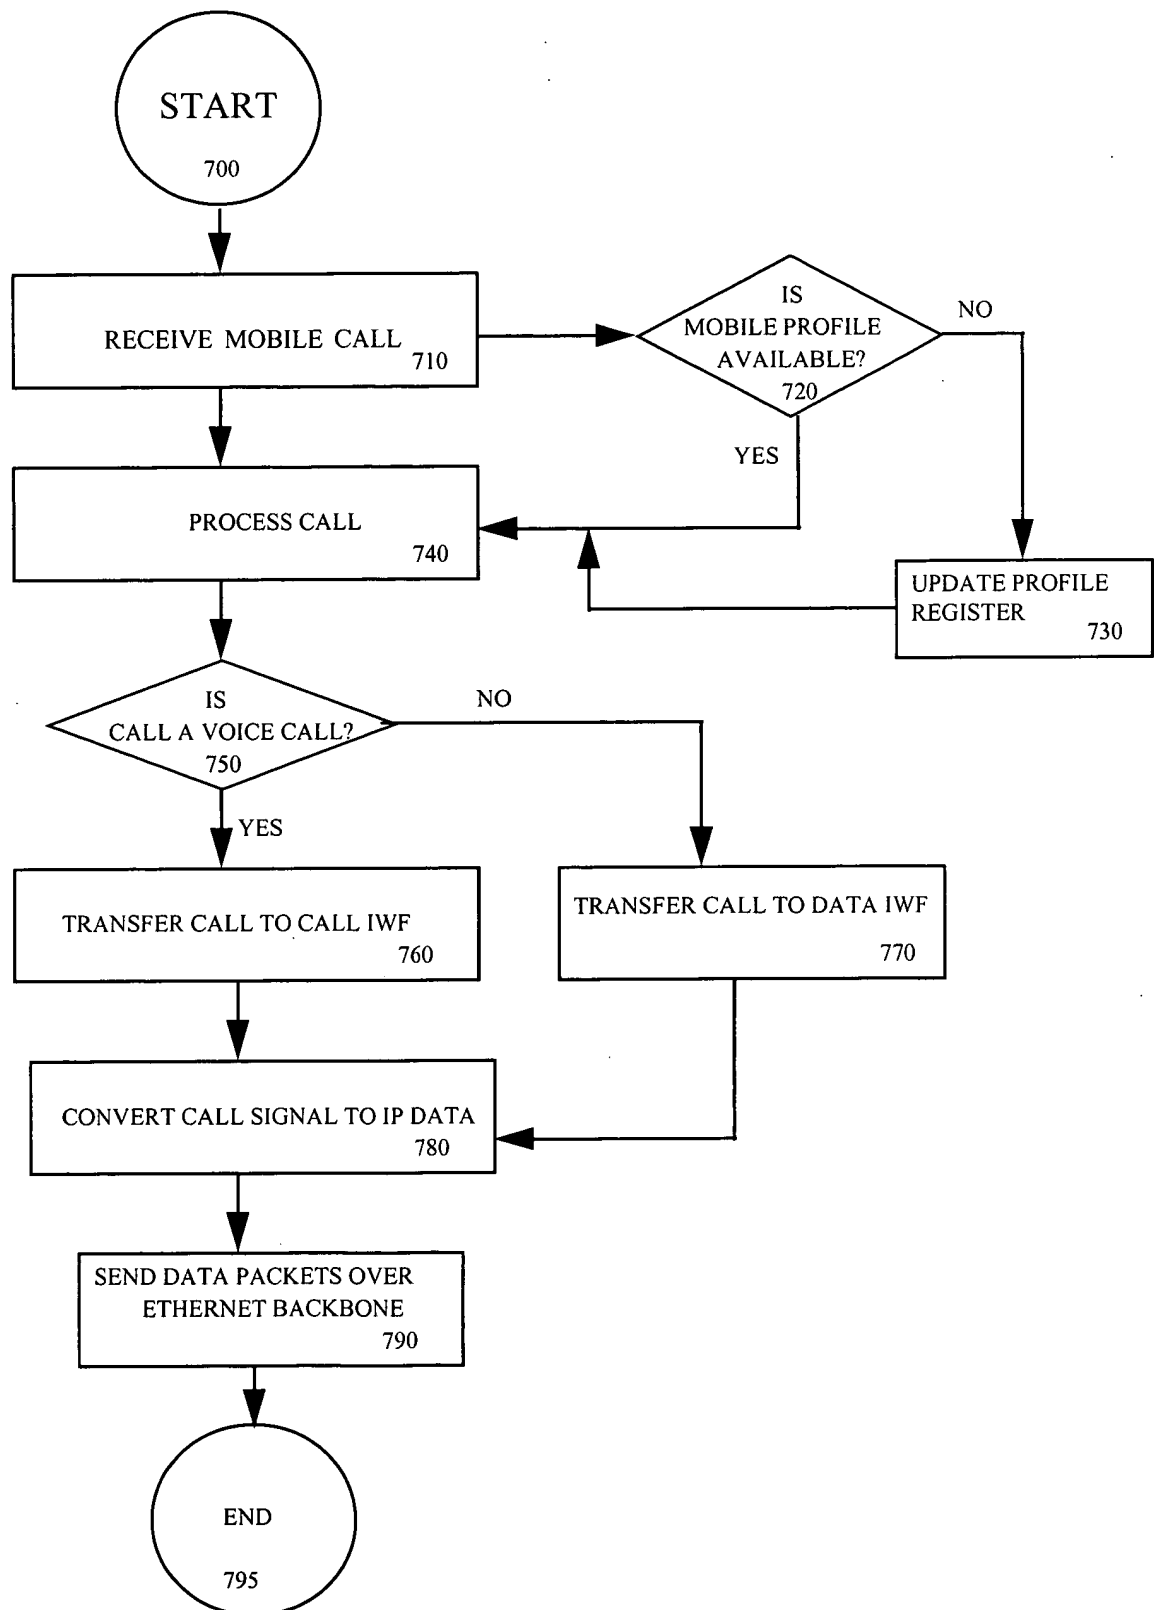 START
700
RECEIVE MOBILE CALL
710
IS
MOBILE PROFILE
AVAILABLE?
720
NO
YES
PROCESS CALL
740
UPDATE PROFILE
REGISTER
730
IS
CALL A VOICE CALL?
750
NO
YES
TRANSFER CALL TO CALL IWF
760
TRANSFER CALL TO DATA IWF
770
CONVERT CALL SIGNAL TO IP DATA
780
SEND DATA PACKETS OVER
ETHERNET BACKBONE
790
END
795